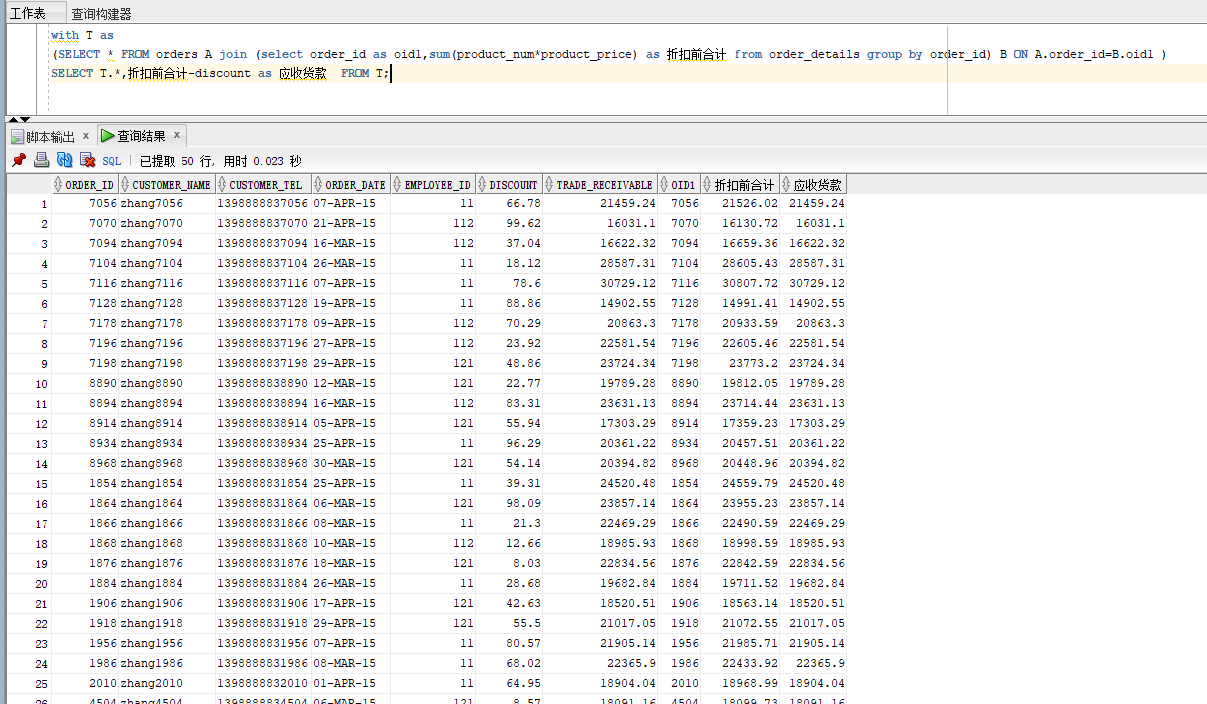 工作表 查询构建器
with T as
(SELECT * FROM orders A join (select order_id as oid1,sum(product_num*product_price) as 折扣前合计 from order_details group by order_id) B ON A.order_id=B.oid1 )
SELECT T.*,折扣前合计-discount as 应收货款 FROM T;
脚本输出 x 查询结果 x
SQL | 已提取 50 行, 用时 0.023 秒
ORDER_ID CUSTOMER_NAME CUSTOMER_TEL ORDER_DATE EMPLOYEE_ID DISCOUNT TRADE_RECEIVABLE OID1 折扣前合计 应收货款
1 7056 zhang7056 1398888837056 07-APR-15 11 66.78 21459.24 7056 21526.02 21459.24
2 7070 zhang7070 1398888837070 21-APR-15 112 99.62 16031.1 7070 16130.72 16031.1
3 7094 zhang7094 1398888837094 16-MAR-15 112 37.04 16622.32 7094 16659.36 16622.32
4 7104 zhang7104 1398888837104 26-MAR-15 11 18.12 28587.31 7104 28605.43 28587.31
5 7116 zhang7116 1398888837116 07-APR-15 11 78.6 30729.12 7116 30807.72 30729.12
6 7128 zhang7128 1398888837128 19-APR-15 11 88.86 14902.55 7128 14991.41 14902.55
7 7178 zhang7178 1398888837178 09-APR-15 112 70.29 20863.3 7178 20933.59 20863.3
8 7196 zhang7196 1398888837196 27-APR-15 112 23.92 22581.54 7196 22605.46 22581.54
9 7198 zhang7198 1398888837198 29-APR-15 121 48.86 23724.34 7198 23773.2 23724.34
10 8890 zhang8890 1398888838890 12-MAR-15 121 22.77 19789.28 8890 19812.05 19789.28
11 8894 zhang8894 1398888838894 16-MAR-15 112 83.31 23631.13 8894 23714.44 23631.13
12 8914 zhang8914 1398888838914 05-APR-15 121 55.94 17303.29 8914 17359.23 17303.29
13 8934 zhang8934 1398888838934 25-APR-15 11 96.29 20361.22 8934 20457.51 20361.22
14 8968 zhang8968 1398888838968 30-MAR-15 121 54.14 20394.82 8968 20448.96 20394.82
15 1854 zhang1854 1398888831854 25-APR-15 11 39.31 24520.48 1854 24559.79 24520.48
16 1864 zhang1864 1398888831864 06-MAR-15 121 98.09 23857.14 1864 23955.23 23857.14
17 1866 zhang1866 1398888831866 08-MAR-15 11 21.3 22469.29 1866 22490.59 22469.29
18 1868 zhang1868 1398888831868 10-MAR-15 112 12.66 18985.93 1868 18998.59 18985.93
19 1876 zhang1876 1398888831876 18-MAR-15 121 8.03 22834.56 1876 22842.59 22834.56
20 1884 zhang1884 1398888831884 26-MAR-15 11 28.68 19682.84 1884 19711.52 19682.84
21 1906 zhang1906 1398888831906 17-APR-15 121 42.63 18520.51 1906 18563.14 18520.51
22 1918 zhang1918 1398888831918 29-APR-15 121 55.5 21017.05 1918 21072.55 21017.05
23 1956 zhang1956 1398888831956 07-APR-15 11 80.57 21905.14 1956 21985.71 21905.14
24 1986 zhang1986 1398888831986 08-MAR-15 11 68.02 22365.9 1986 22433.92 22365.9
25 2010 zhang2010 1398888832010 01-APR-15 11 64.95 18904.04 2010 18968.99 18904.04
26 4504 zhang4504 1398888834504 06-MAR-15 121 8.57 18091.16 4504 18099.73 18091.16